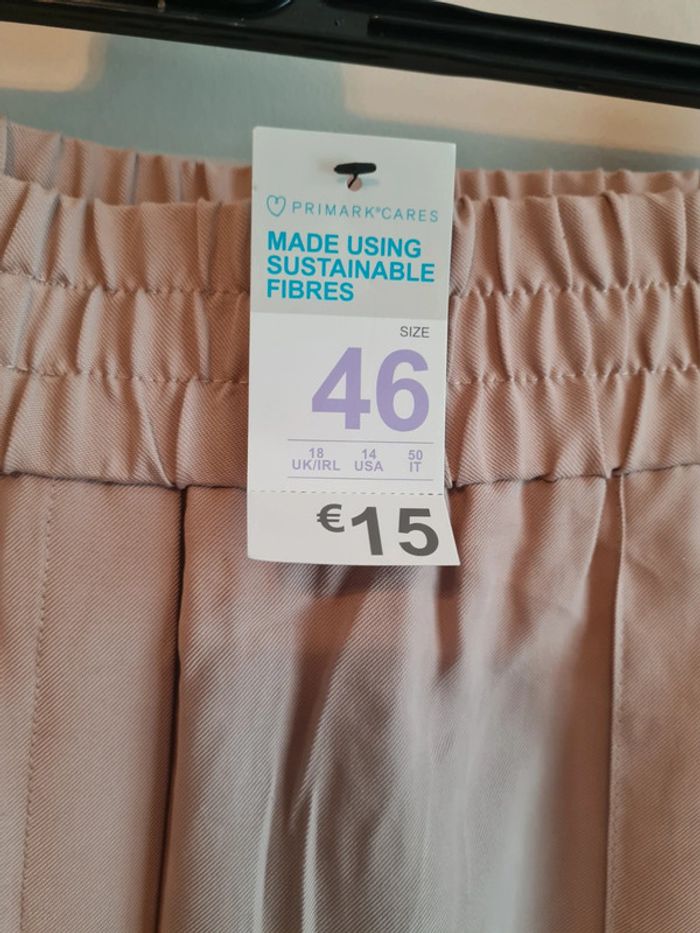 PRIMARK®CARES
MADE USING
SUSTAINABLE
FIBRES
SIZE
46
18 14 50
UK/IRL USA IT
€15